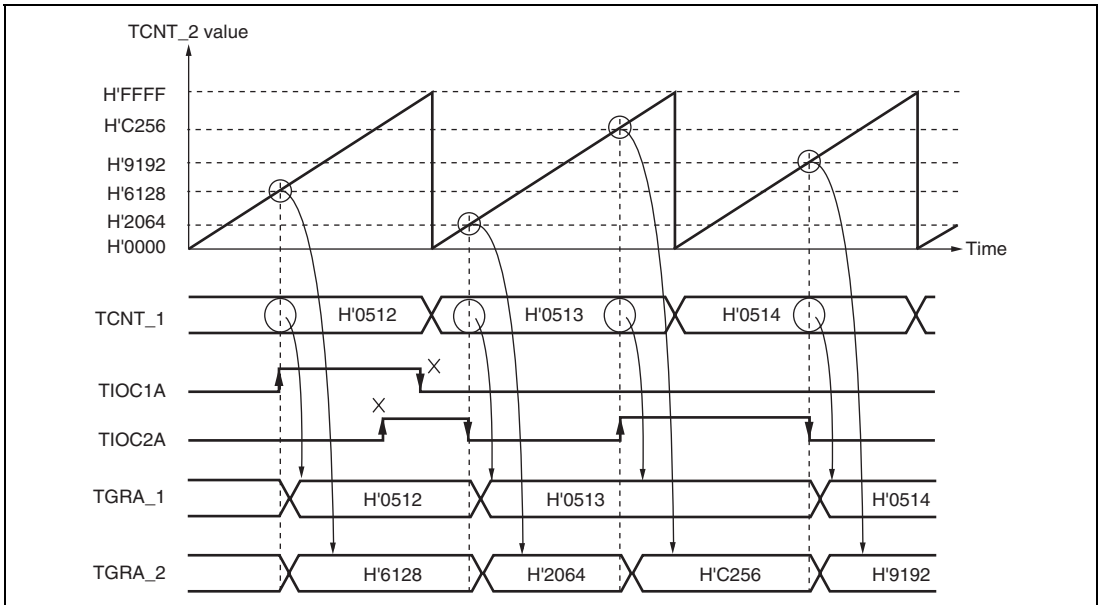 TCNT_2 value
H'FFFF
H'C256
H'9192
H'6128
H'2064
H'0000
Time
TCNT_1 H'0512 H'0513 H'0514
TIOC1A
TIOC2A
TGRA_1 H'0512 H'0513 H'0514
TGRA_2 H'6128 H'2064 H'C256 H'9192